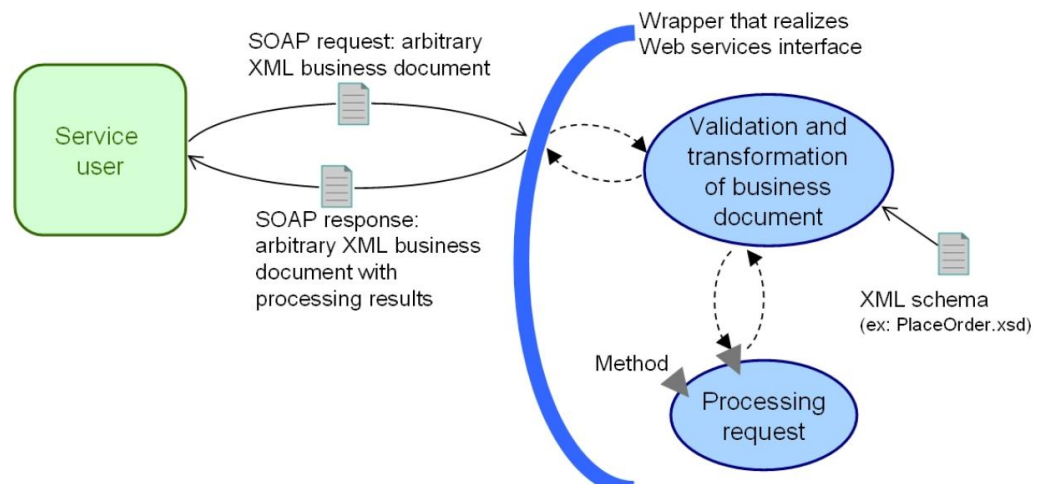 Wrapper that realizes
Web services interface
SOAP request: arbitrary
XML business document
Service
user
Validation and
transformation
of business
document
SOAP response:
arbitrary XML business
document with
processing results
XML schema
(ex: PlaceOrder.xsd)
Method
Processing
request